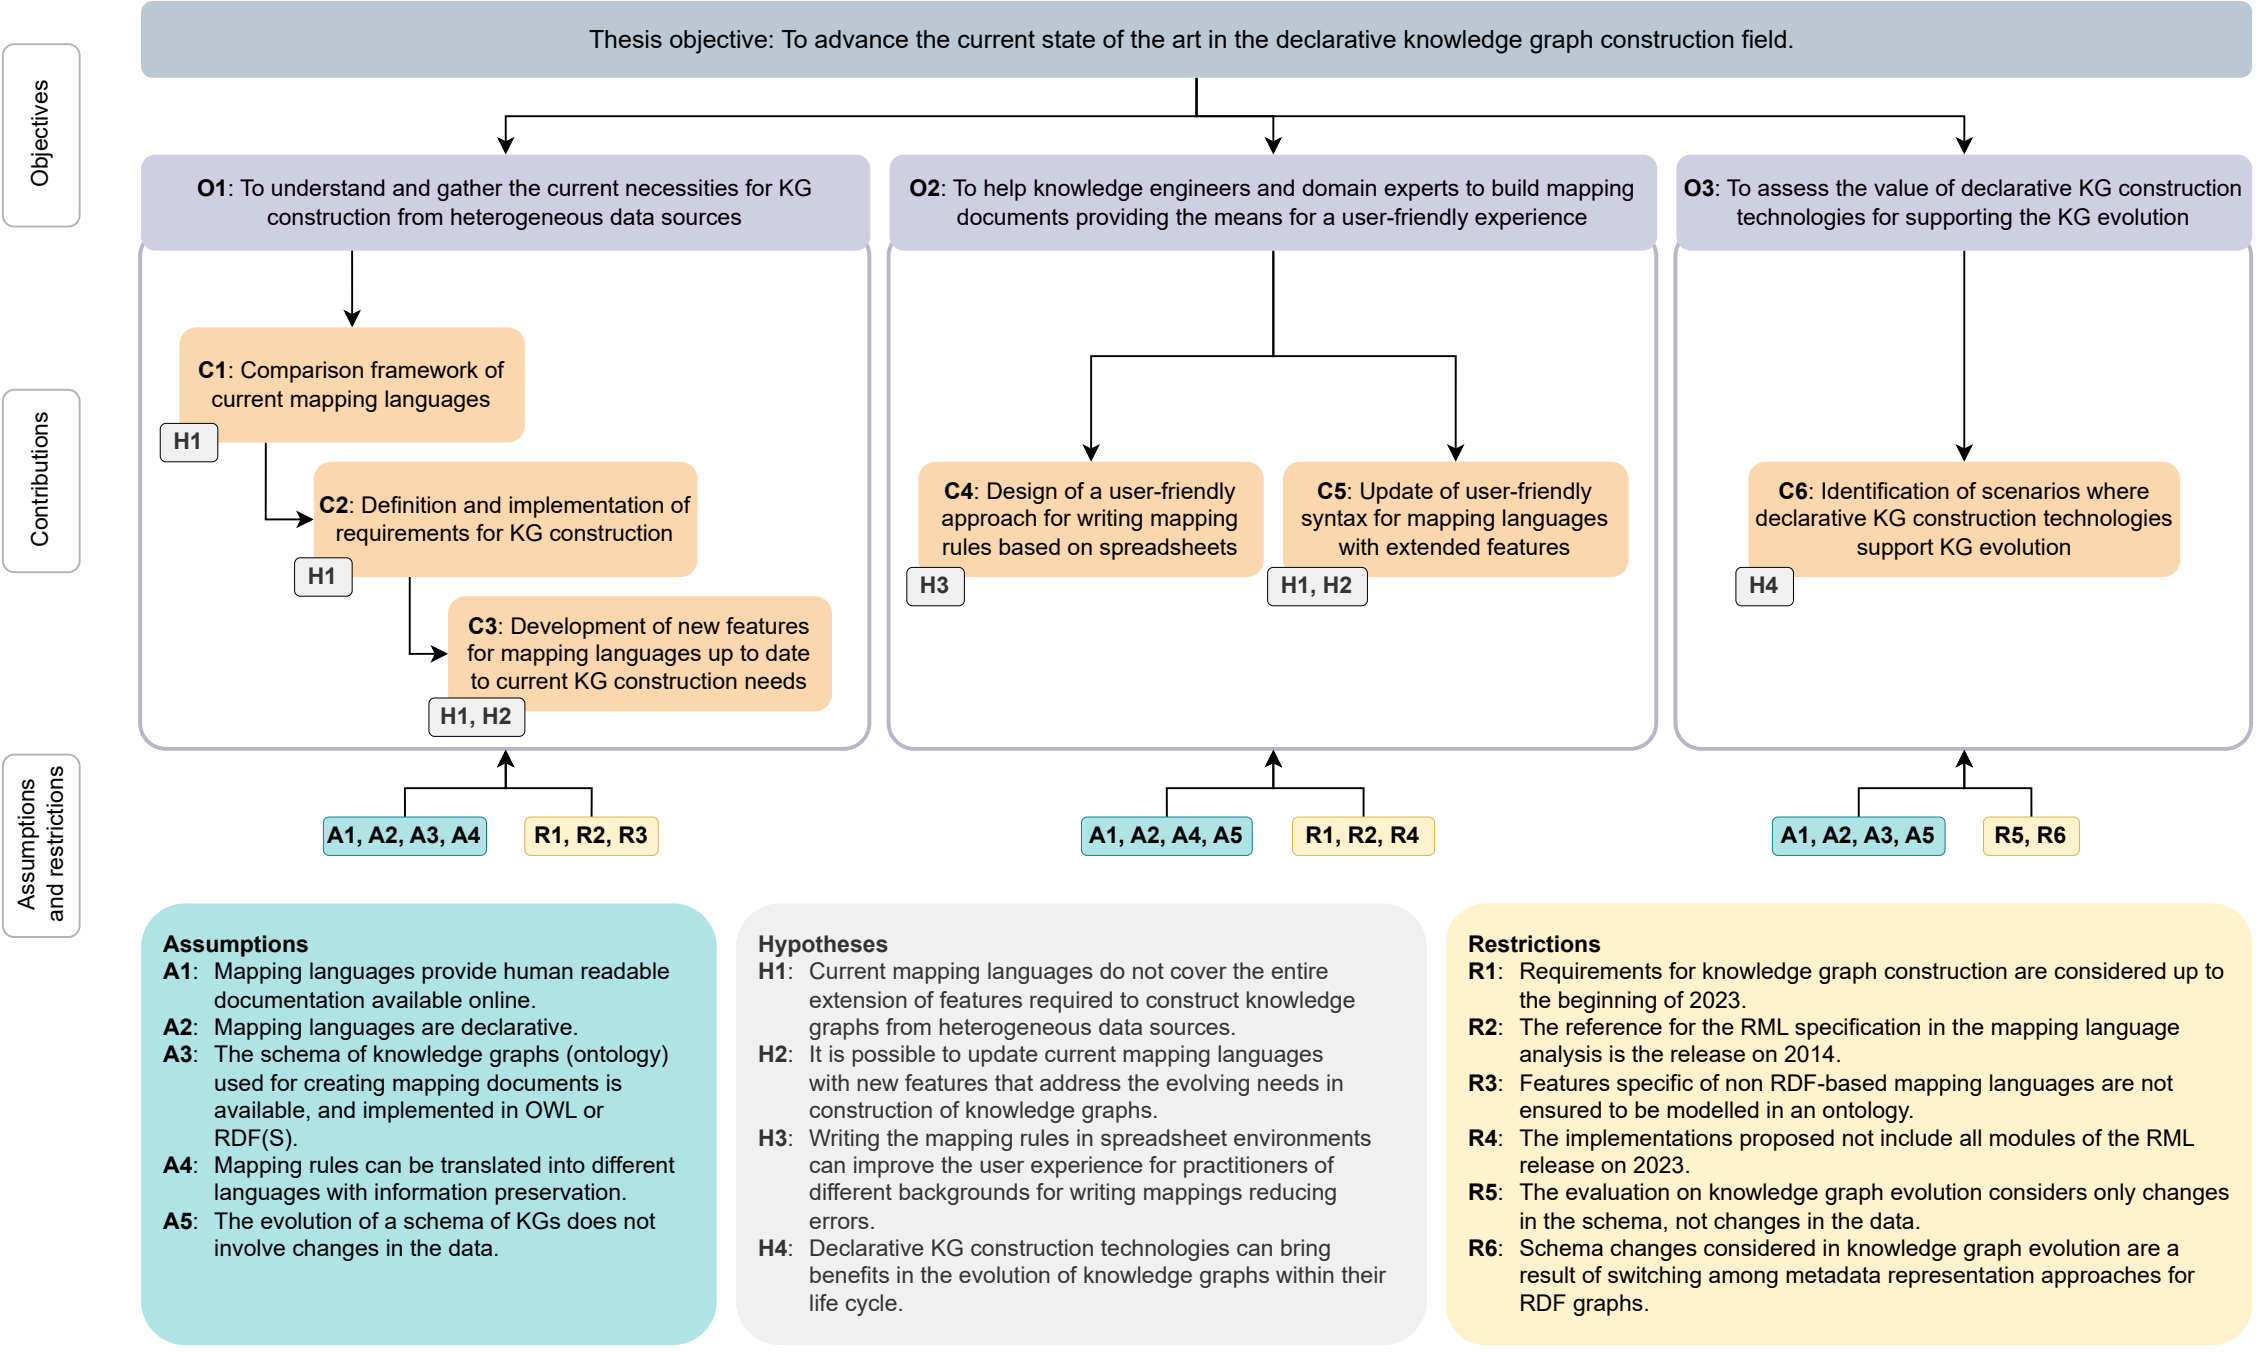 Objectives
Thesis objective: To advance the current state of the art in the declarative knowledge graph construction field.
O1: To understand and gather the current necessities for KG
construction from heterogeneous data sources
O2: To help knowledge engineers and domain experts to build mapping
documents providing the means for a user-friendly experience
O3: To assess the value of declarative KG construction
technologies for supporting the KG evolution
Contributions
C1: Comparison framework of
current mapping languages
H1
C2: Definition and implementation of
requirements for KG construction
H1
C3: Development of new features
for mapping languages up to date
to current KG construction needs
H1, H2
C4: Design of a user-friendly
approach for writing mapping
rules based on spreadsheets
H3
C5: Update of user-friendly
syntax for mapping languages
with extended features
H1, H2
C6: Identification of scenarios where
declarative KG construction technologies
support KG evolution
H4
Assumptions
and restrictions
A1, A2, A3, A4
R1, R2, R3
A1, A2, A4, A5
R1, R2, R4
A1, A2, A3, A5
R5, R6
Assumptions
A1: Mapping languages provide human readable
documentation available online.
A2: Mapping languages are declarative.
A3: The schema of knowledge graphs (ontology)
used for creating mapping documents is
available, and implemented in OWL or
RDF(S).
A4: Mapping rules can be translated into different
languages with information preservation.
A5: The evolution of a schema of KGs does not
involve changes in the data.
Hypotheses
H1: Current mapping languages do not cover the entire
extension of features required to construct knowledge
graphs from heterogeneous data sources.
H2: It is possible to update current mapping languages
with new features that address the evolving needs in
construction of knowledge graphs.
H3: Writing the mapping rules in spreadsheet environments
can improve the user experience for practitioners of
different backgrounds for writing mappings reducing
errors.
H4: Declarative KG construction technologies can bring
benefits in the evolution of knowledge graphs within their
life cycle.
Restrictions
R1: Requirements for knowledge graph construction are considered up to
the beginning of 2023.
R2: The reference for the RML specification in the mapping language
analysis is the release on 2014.
R3: Features specific of non RDF-based mapping languages are not
ensured to be modelled in an ontology.
R4: The implementations proposed not include all modules of the RML
release on 2023.
R5: The evaluation on knowledge graph evolution considers only changes
in the schema, not changes in the data.
R6: Schema changes considered in knowledge graph evolution are a
result of switching among metadata representation approaches for
RDF graphs.